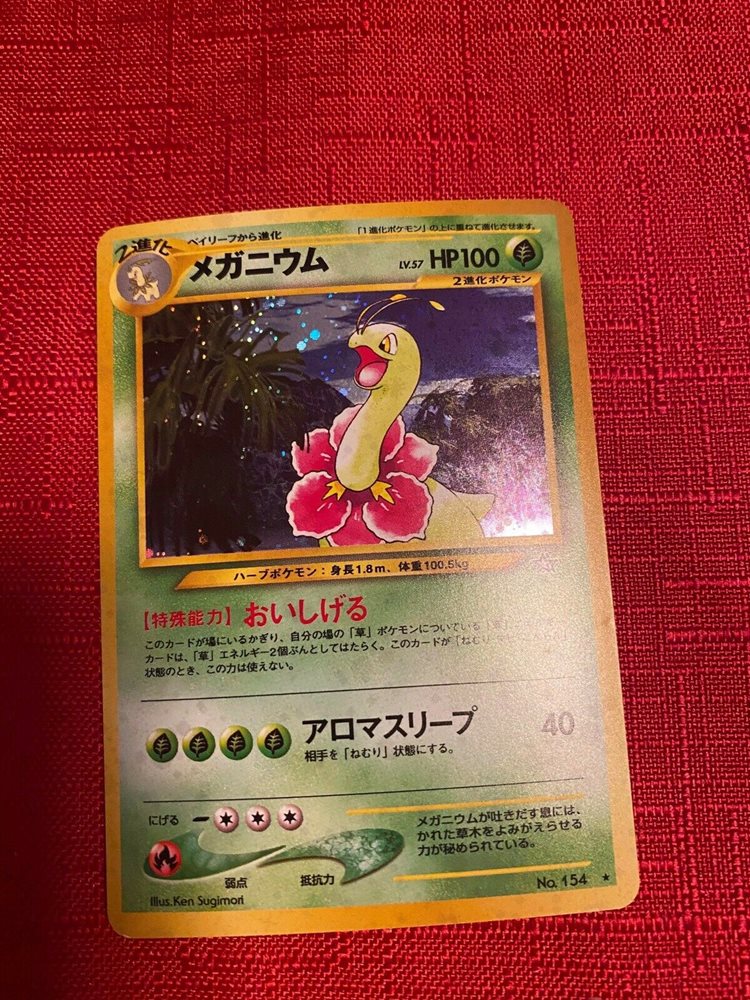 2進化
ベイリーフから進化
「1進化ポケモン」の上に重ねて進化させます。
メガニウム
LV.57 HP100
2進化ポケモン
ハーブポケモン：身長1.8m、体重100.5kg
【特殊能力】おいしげる
このカードが場にいるかぎり、自分の場の「草」ポケモンについている「草」
カードは、「草」エネルギー2個ぶんとしてはたらく。このカードが「ねむり
状態のとき、この力は使えない。
アロマスリープ 40
相手を「ねむり」状態にする。
にげる
弱点
抵抗力
メガニウムが吐きだす息には、
かれた草木をよみがえらせる
力が秘められている。
Illus.Ken Sugimori
No. 154 ★